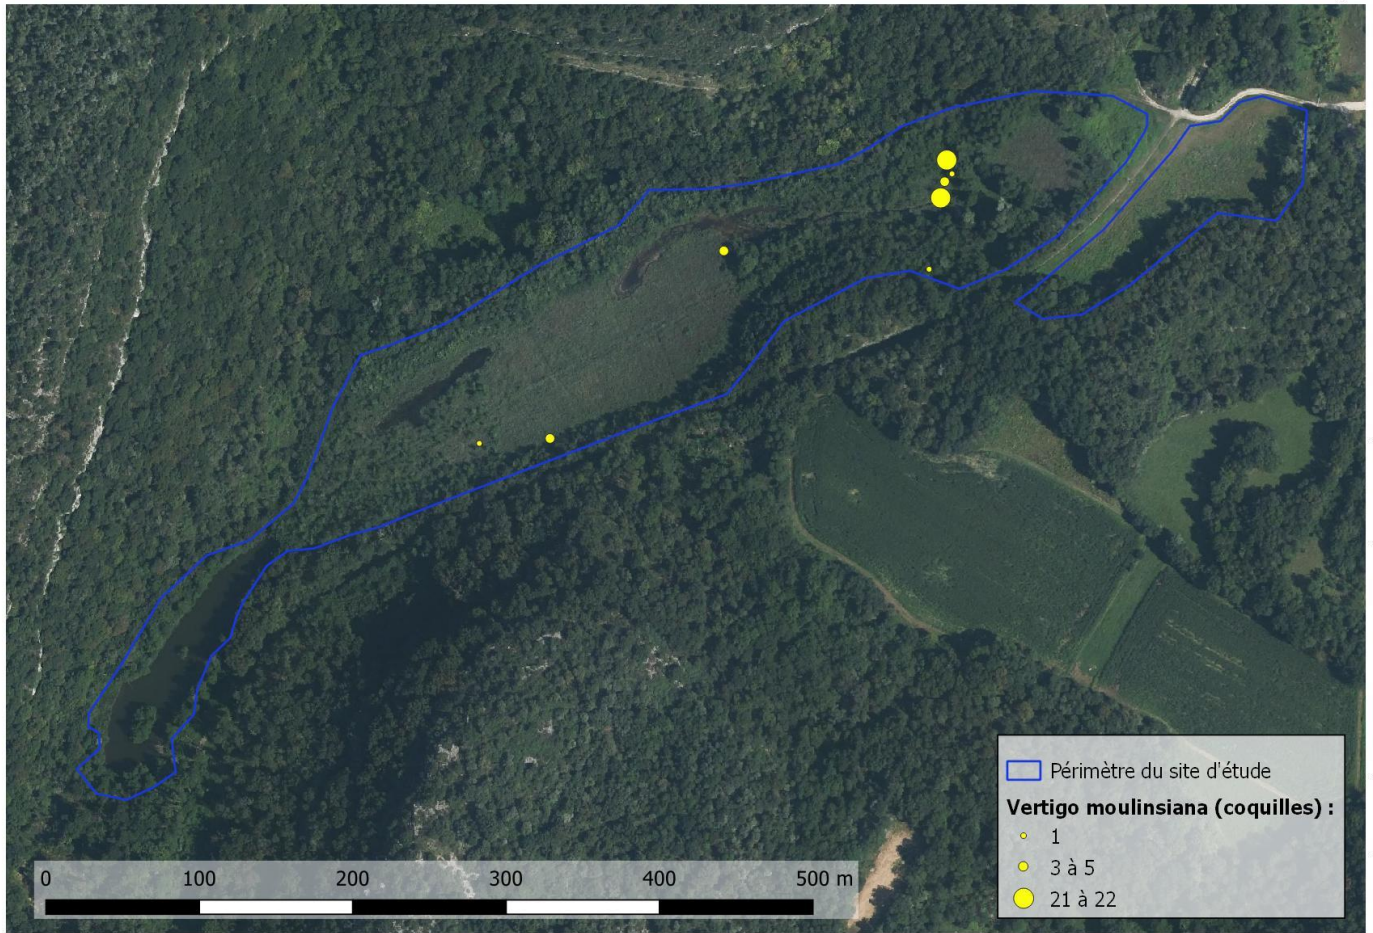 0 100 200 300 400 500 m
Périmètre du site d'étude
Vertigo moulinsiana (coquilles) :
1
3 à 5
21 à 22